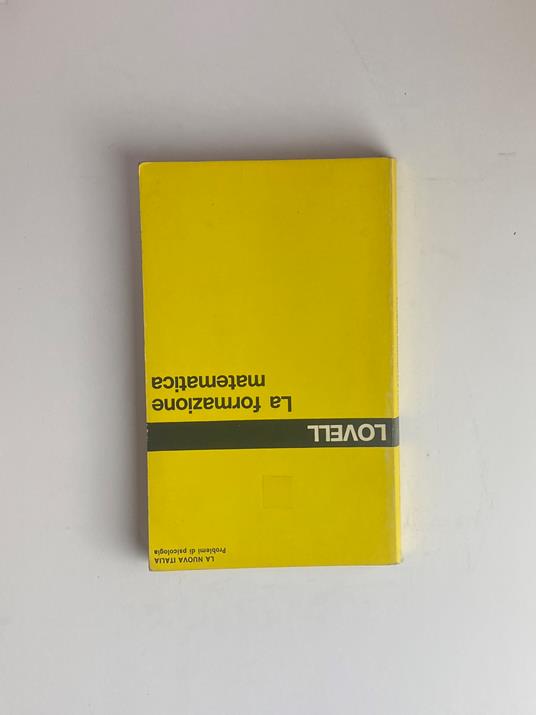 LA NUOVA ITALIA
Problemi di psicologia
LOVELL
La formazione
matematica